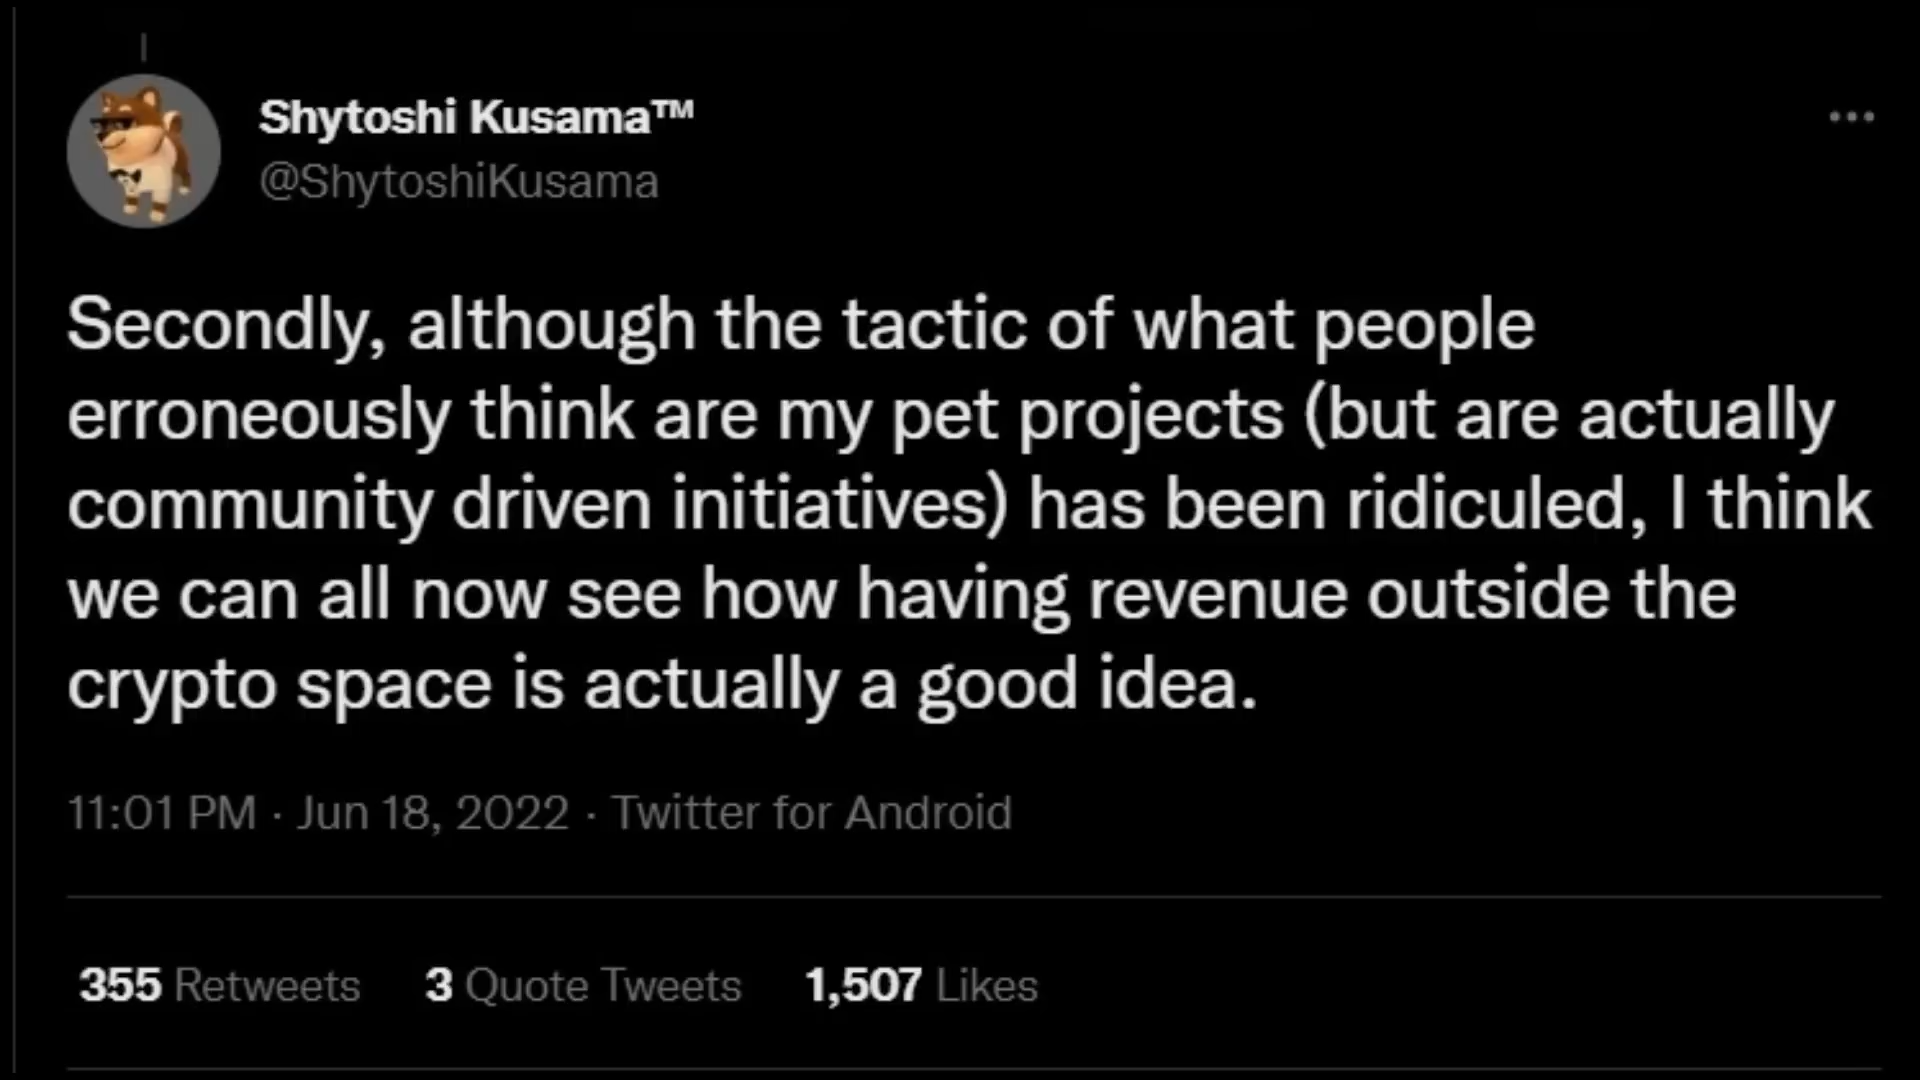 Shytoshi Kusama™
@ShytoshiKusama
Secondly, although the tactic of what people
erroneously think are my pet projects (but are actually
community driven initiatives) has been ridiculed, I think
we can all now see how having revenue outside the
crypto space is actually a good idea.
11:01 PM · Jun 18, 2022 · Twitter for Android
355 Retweets 3 Quote Tweets 1,507 Likes